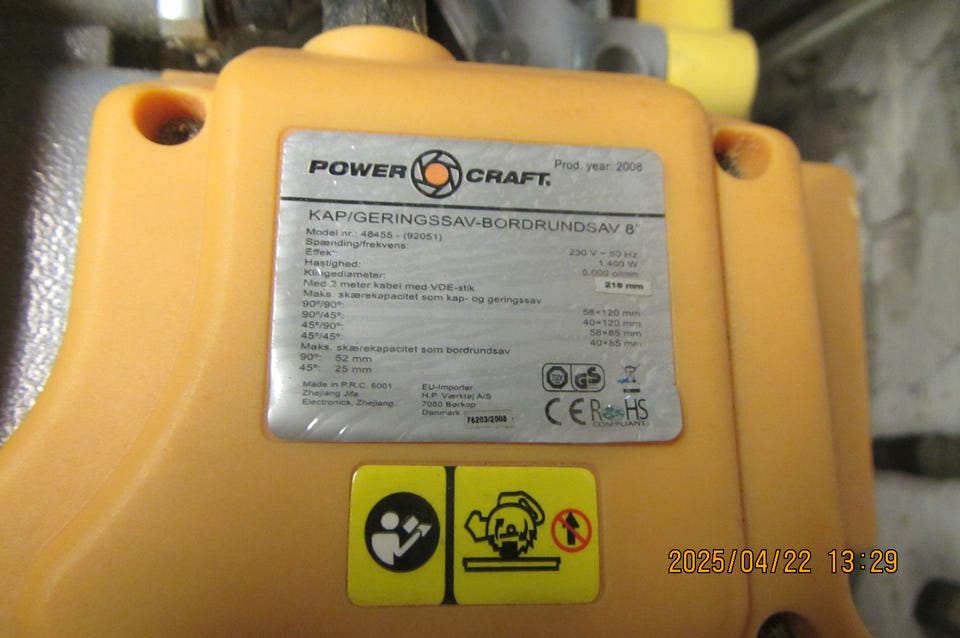 POWER CRAFT.
Prod. year: 2008
KAP/GERINGSSAV-BORDRUNDSAV 8"
Model nr.: 48455 - (92051)
Spænding/frekvens: 230 V ~ 50 Hz
Effekt: 1.400 W
Hastighed: 5.000 o/min
Klingediameter: 216 mm
Med 2 meter kabel med VDE-stik
Maks. skærekapacitet som kap- og geringssav
90°/90°: 58×120 mm
90°/45°: 40×120 mm
45°/90°: 58×85 mm
45°/45°: 40×85 mm
Maks. skærekapacitet som bordrundsav
90°: 52 mm
45°: 25 mm
Made in P.R.C. 6001
Zhejiang Jifa
Electronics, Zhejiang.
EU-Importer
H.P. Værktøj A/S
7080 Børkop
Danmark
78203/2008
GS
CE RoHS
COMPLIANT
2025/04/22 13:29